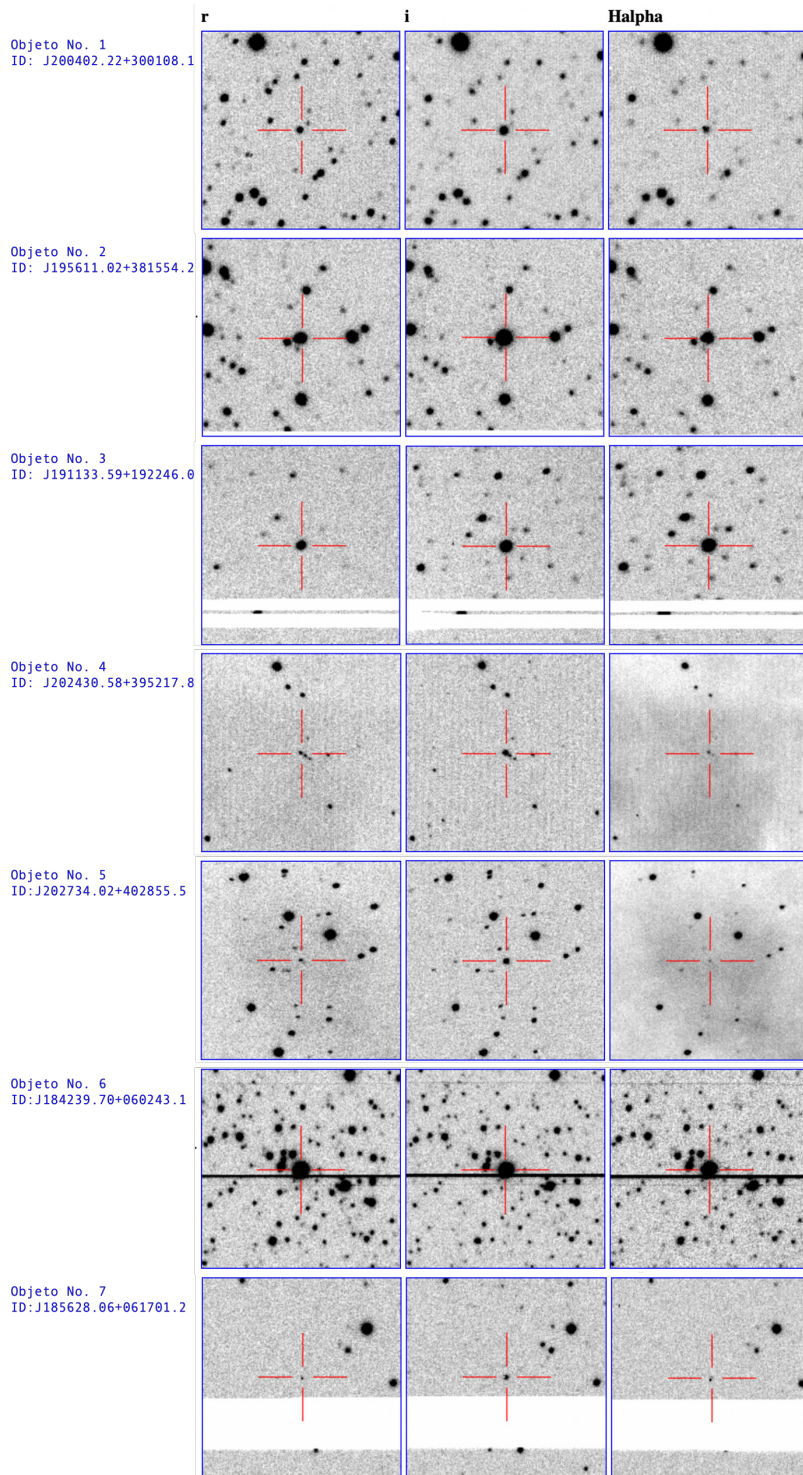 r i Halpha
Objeto No. 1
ID: J200402.22+300108.1
Objeto No. 2
ID: J195611.02+381554.2
Objeto No. 3
ID: J191133.59+192246.0
Objeto No. 4
ID: J202430.58+395217.8
Objeto No. 5
ID:J202734.02+402855.5
Objeto No. 6
ID:J184239.70+060243.1
Objeto No. 7
ID:J185628.06+061701.2